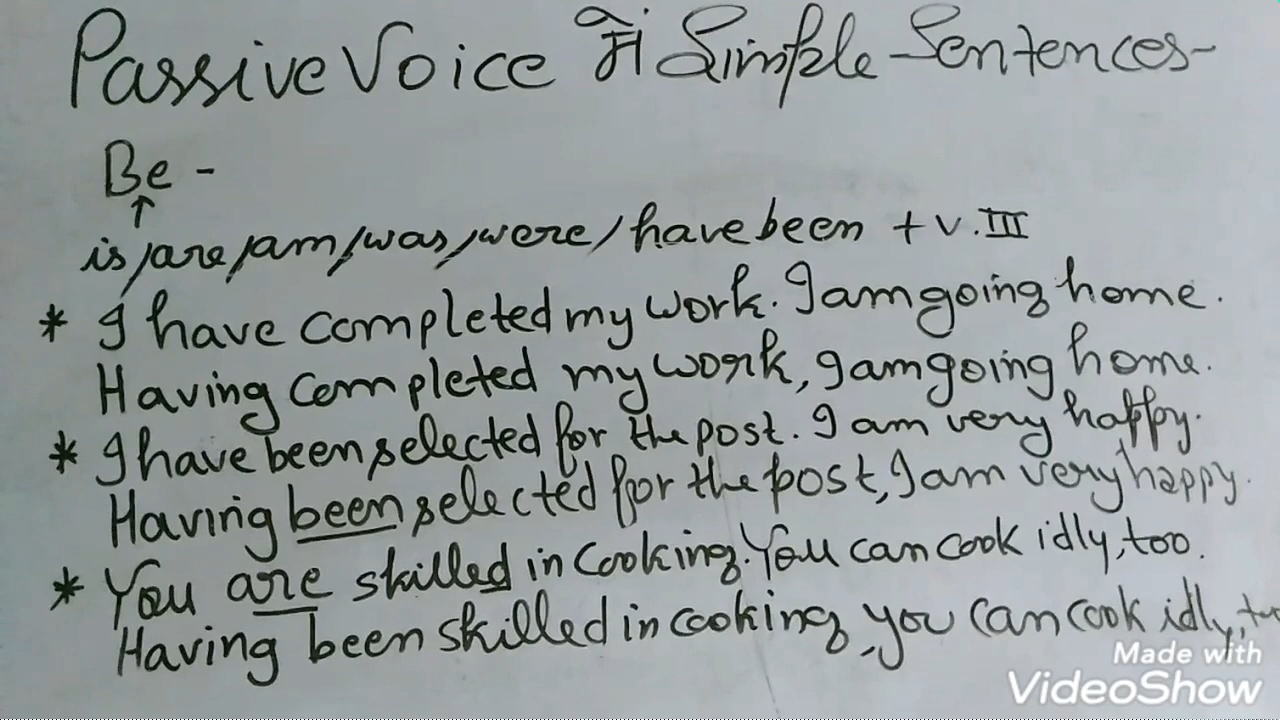 Passive Voice में Simple Sentences-
Be -
↑
is/are/am/was/were/have been + V.III
* I have completed my work. I am going home.
Having completed my work, I am going home.
* I have been selected for the post. I am very happy.
Having been selected for the post, I am very happy.
* You are skilled in cooking. You can cook idly, too.
Having been skilled in cooking, you can cook idly,
Made with
VideoShow